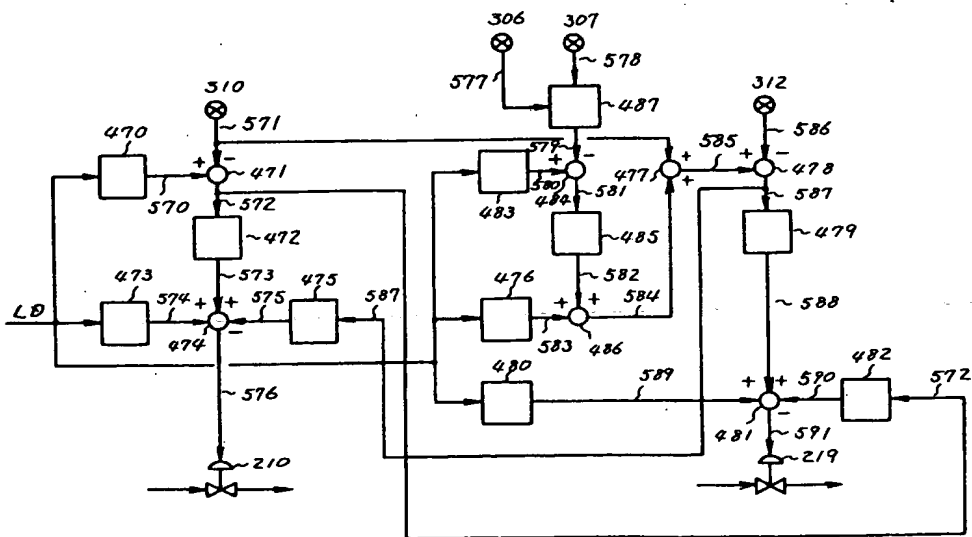 306 307
577 578
310 312
487
571 586
470 579 585
+ - + - + + -
+
471 580 477 478
570 483 484 581 587
572
472 485 479
473 573 475 476 582 588
574 + + 575 587 + + 584
LD
474 - 583 486 482
480 589 + + 590 572
576 481 -
591
210 219